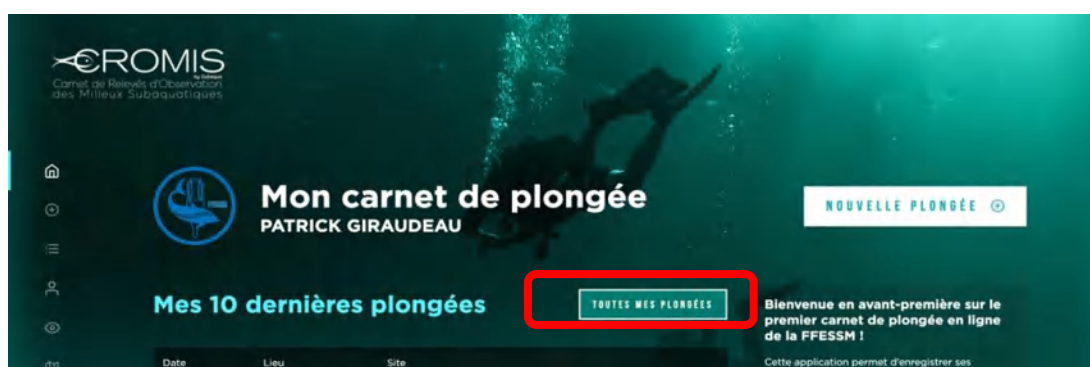 CROMIS
by Subaqua
Carnet de Relevés d'Observation
des Milieux Subaquatiques
Mon carnet de plongée
PATRICK GIRAUDEAU
NOUVELLE PLONGÉE
Mes 10 dernières plongées
TOUTES MES PLONGÉES
Bienvenue en avant-première sur le
premier carnet de plongée en ligne
de la FFESSM !
Cette application permet d'enregistrer ses
Date Lieu Site